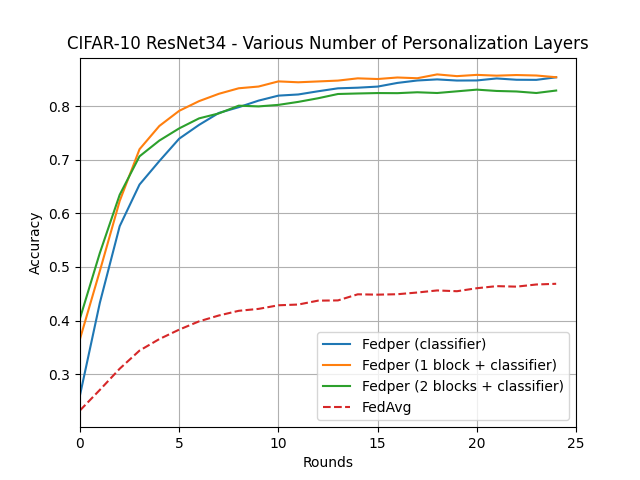 CIFAR-10 ResNet34 - Various Number of Personalization Layers
0.8
0.7
0.6
0.5
0.4
0.3
Accuracy
Fedper (classifier)
Fedper (1 block + classifier)
Fedper (2 blocks + classifier)
FedAvg
0 5 10 15 20 25
Rounds